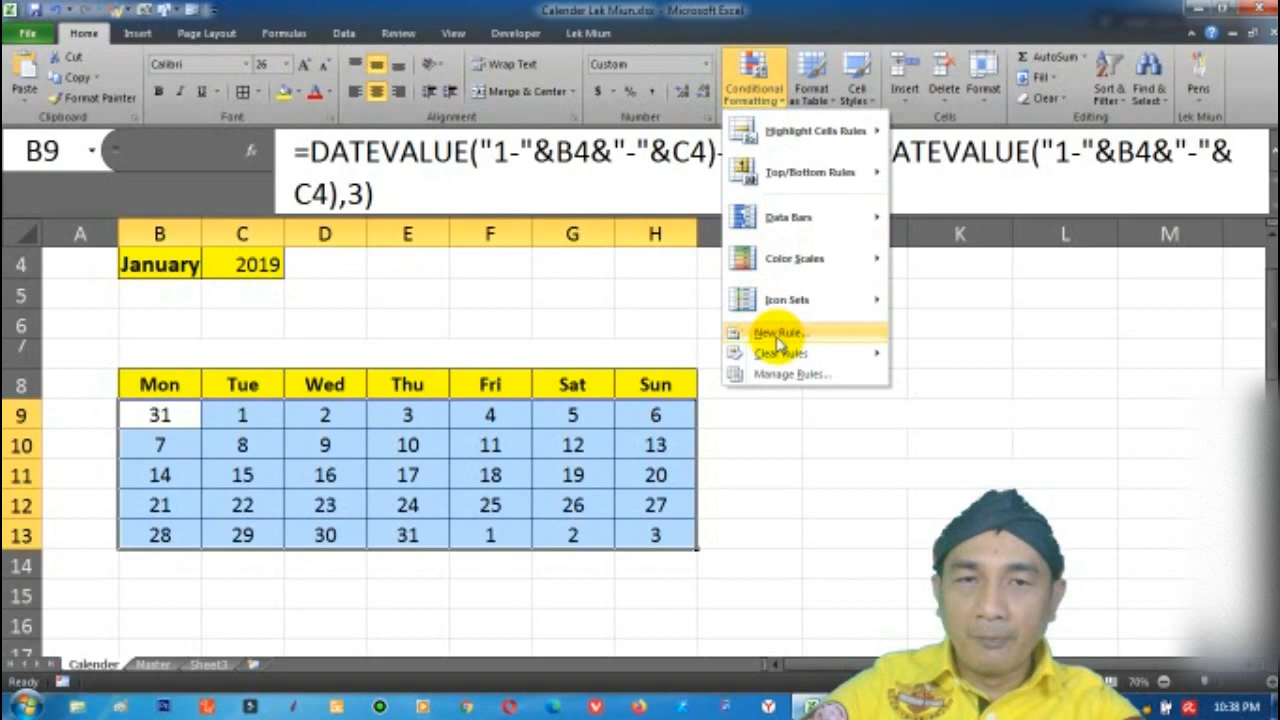 Calender Lek Miun.xlsx - Microsoft Excel
File Home Insert Page Layout Formulas Data Review View Developer Lek Miun
Paste Cut Copy Format Painter Clipboard
Calibri 26 B I U Font
Wrap Text Merge & Center Alignment
Custom $ % , Number
Conditional Formatting Format as Table Cell Styles
Insert Delete Format Cells
Σ AutoSum Fill Clear Sort & Filter Find & Select Editing
Pens Lek Miun
Highlight Cells Rules
Top/Bottom Rules
Data Bars
Color Scales
Icon Sets
New Rule...
Clear Rules
Manage Rules...
B9 fx =DATEVALUE("1-"&B4&"-"&C4)- ATEVALUE("1-"&B4&"-"&
C4),3)
A B C D E F G H K L M
4 January 2019
5
6
7
8 Mon Tue Wed Thu Fri Sat Sun
9 31 1 2 3 4 5 6
10 7 8 9 10 11 12 13
11 14 15 16 17 18 19 20
12 21 22 23 24 25 26 27
13 28 29 30 31 1 2 3
14
15
16
17
Calender Master Sheet3
Ready 70%
10:38 PM